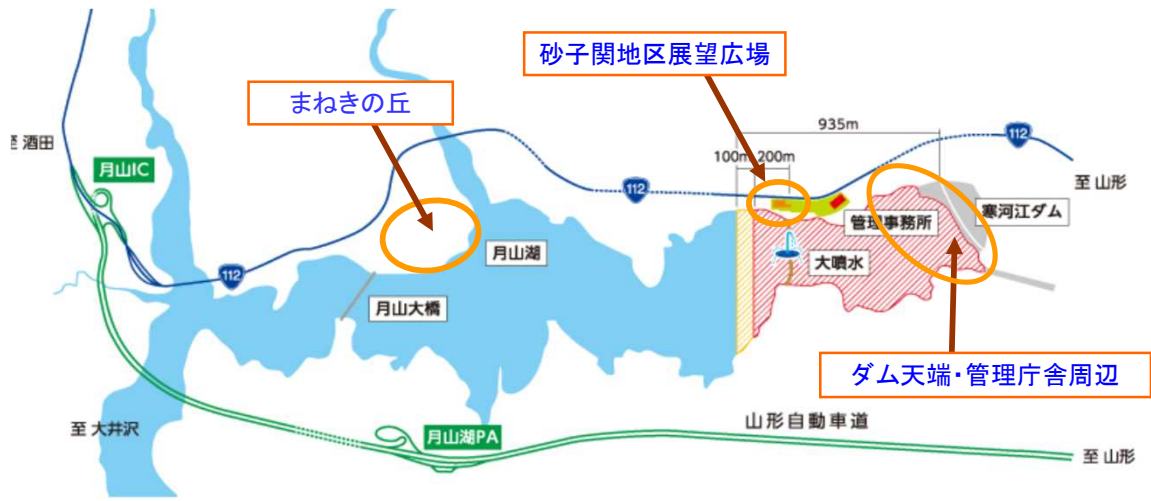 砂子関地区展望広場
まねきの丘
935m
112
至 酒田
月山IC
100m
200m
112
至 山形
管理事務所
寒河江ダム
月山湖
大噴水
112
月山大橋
ダム天端・管理庁舎周辺
至 大井沢
月山湖PA
山形自動車道
至 山形